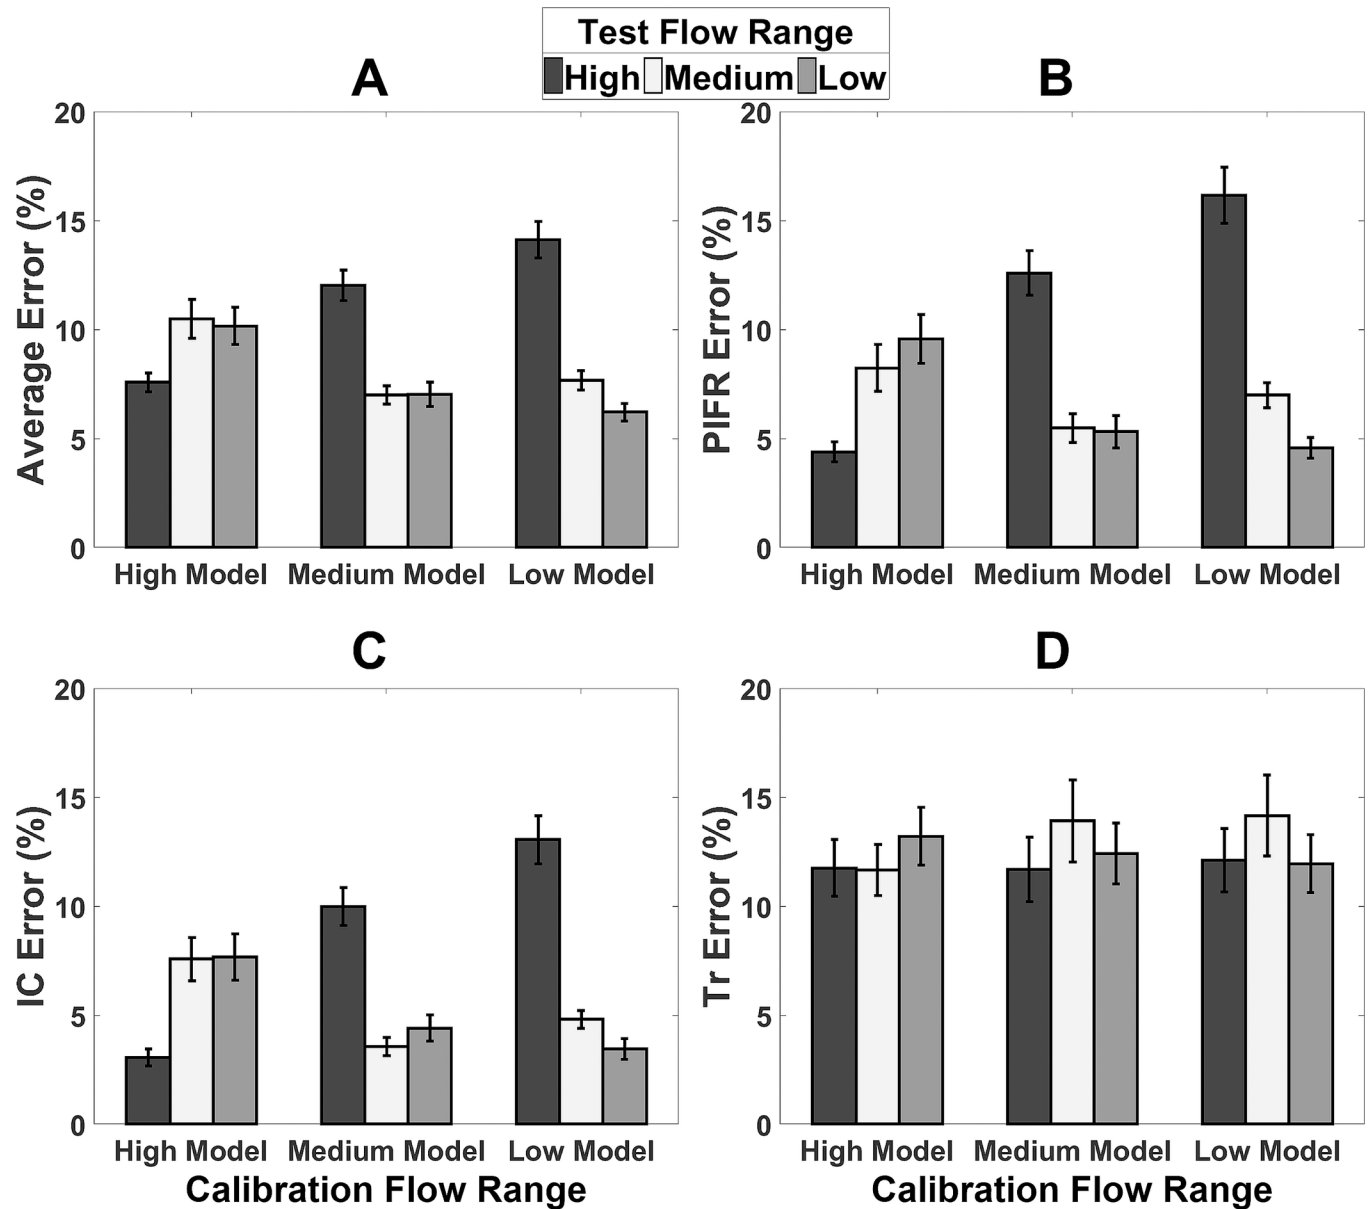 Test Flow Range
High Medium Low
A
Average Error (%)
20
15
10
5
0
High Model Medium Model Low Model
B
PIFR Error (%)
20
15
10
5
0
High Model Medium Model Low Model
C
IC Error (%)
20
15
10
5
0
High Model Medium Model Low Model
Calibration Flow Range
D
Tr Error (%)
20
15
10
5
0
High Model Medium Model Low Model
Calibration Flow Range